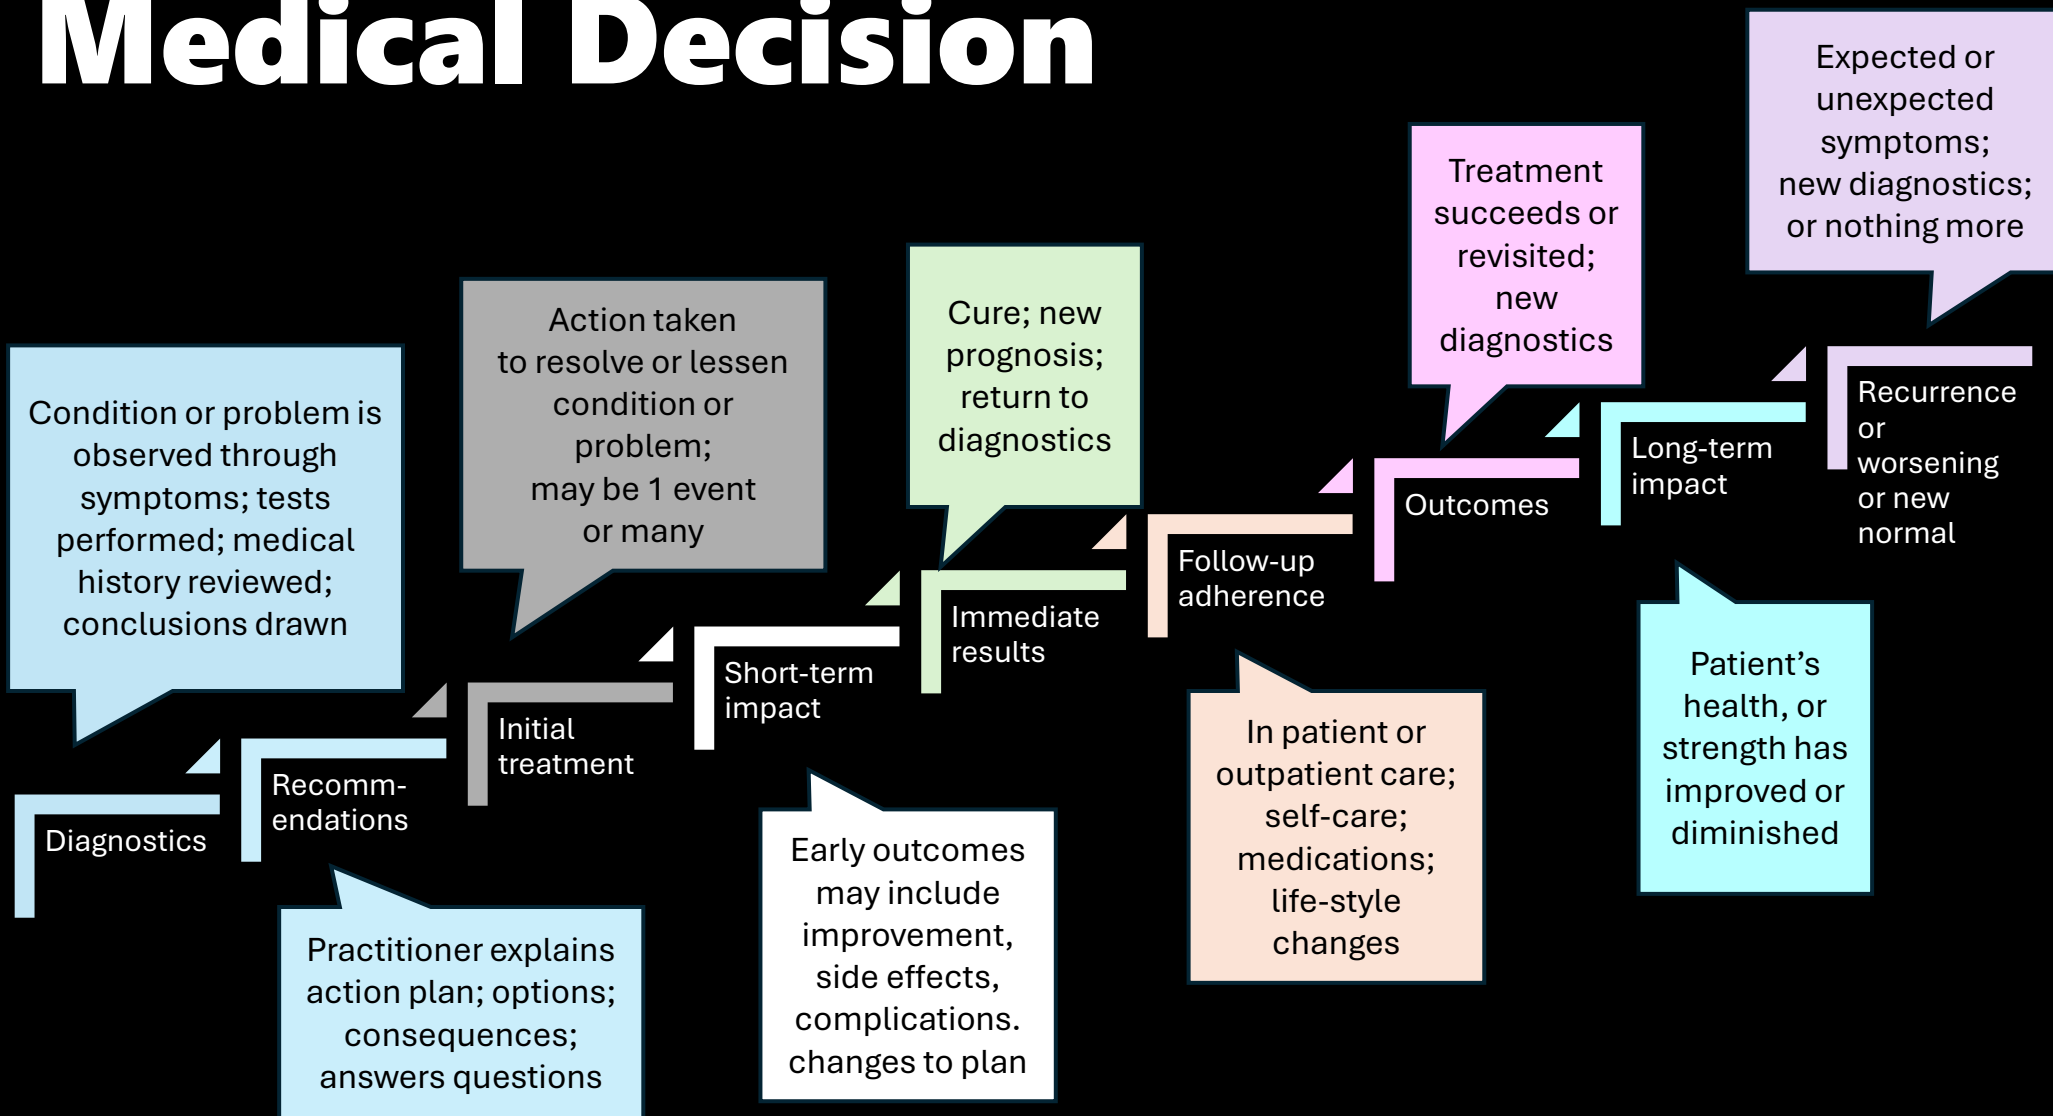 Medical Decision
Condition or problem is
observed through
symptoms; tests
performed; medical
history reviewed;
conclusions drawn
Diagnostics
Recomm-
endations
Practitioner explains
action plan; options;
consequences;
answers questions
Action taken
to resolve or lessen
condition or
problem;
may be 1 event
or many
Initial
treatment
Short-term
impact
Early outcomes
may include
improvement,
side effects,
complications.
changes to plan
Cure; new
prognosis;
return to
diagnostics
Immediate
results
Follow-up
adherence
In patient or
outpatient care;
self-care;
medications;
life-style
changes
Treatment
succeeds or
revisited;
new
diagnostics
Outcomes
Long-term
impact
Patient’s
health, or
strength has
improved or
diminished
Expected or
unexpected
symptoms;
new diagnostics;
or nothing more
Recurrence
or
worsening
or new
normal